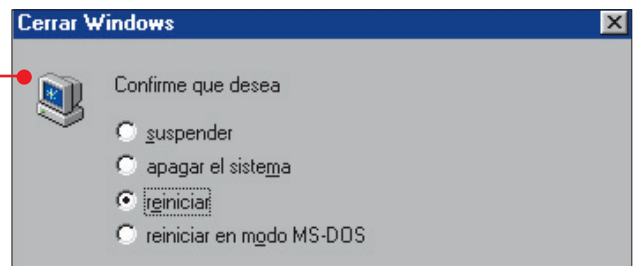 Cerrar Windows
Confirme que desea
suspender
apagar el sistema
reiniciar
reiniciar en modo MS-DOS